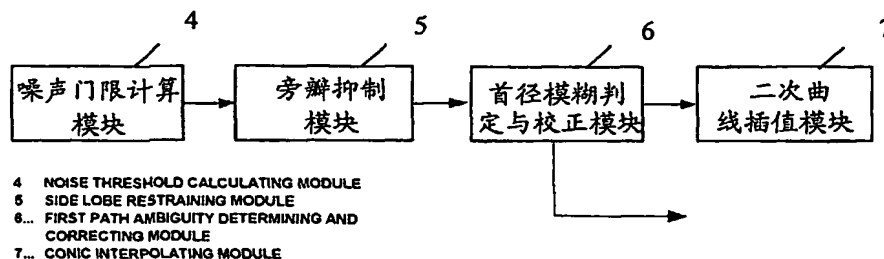 4
5
6
7
噪声门限计算
模块
旁瓣抑制
模块
首径模糊判
定与校正模块
二次曲
线插值模块
4 NOISE THRESHOLD CALCULATING MODULE
5 SIDE LOBE RESTRAINING MODULE
6... FIRST PATH AMBIGUITY DETERMINING AND
CORRECTING MODULE
7... CONIC INTERPOLATING MODULE